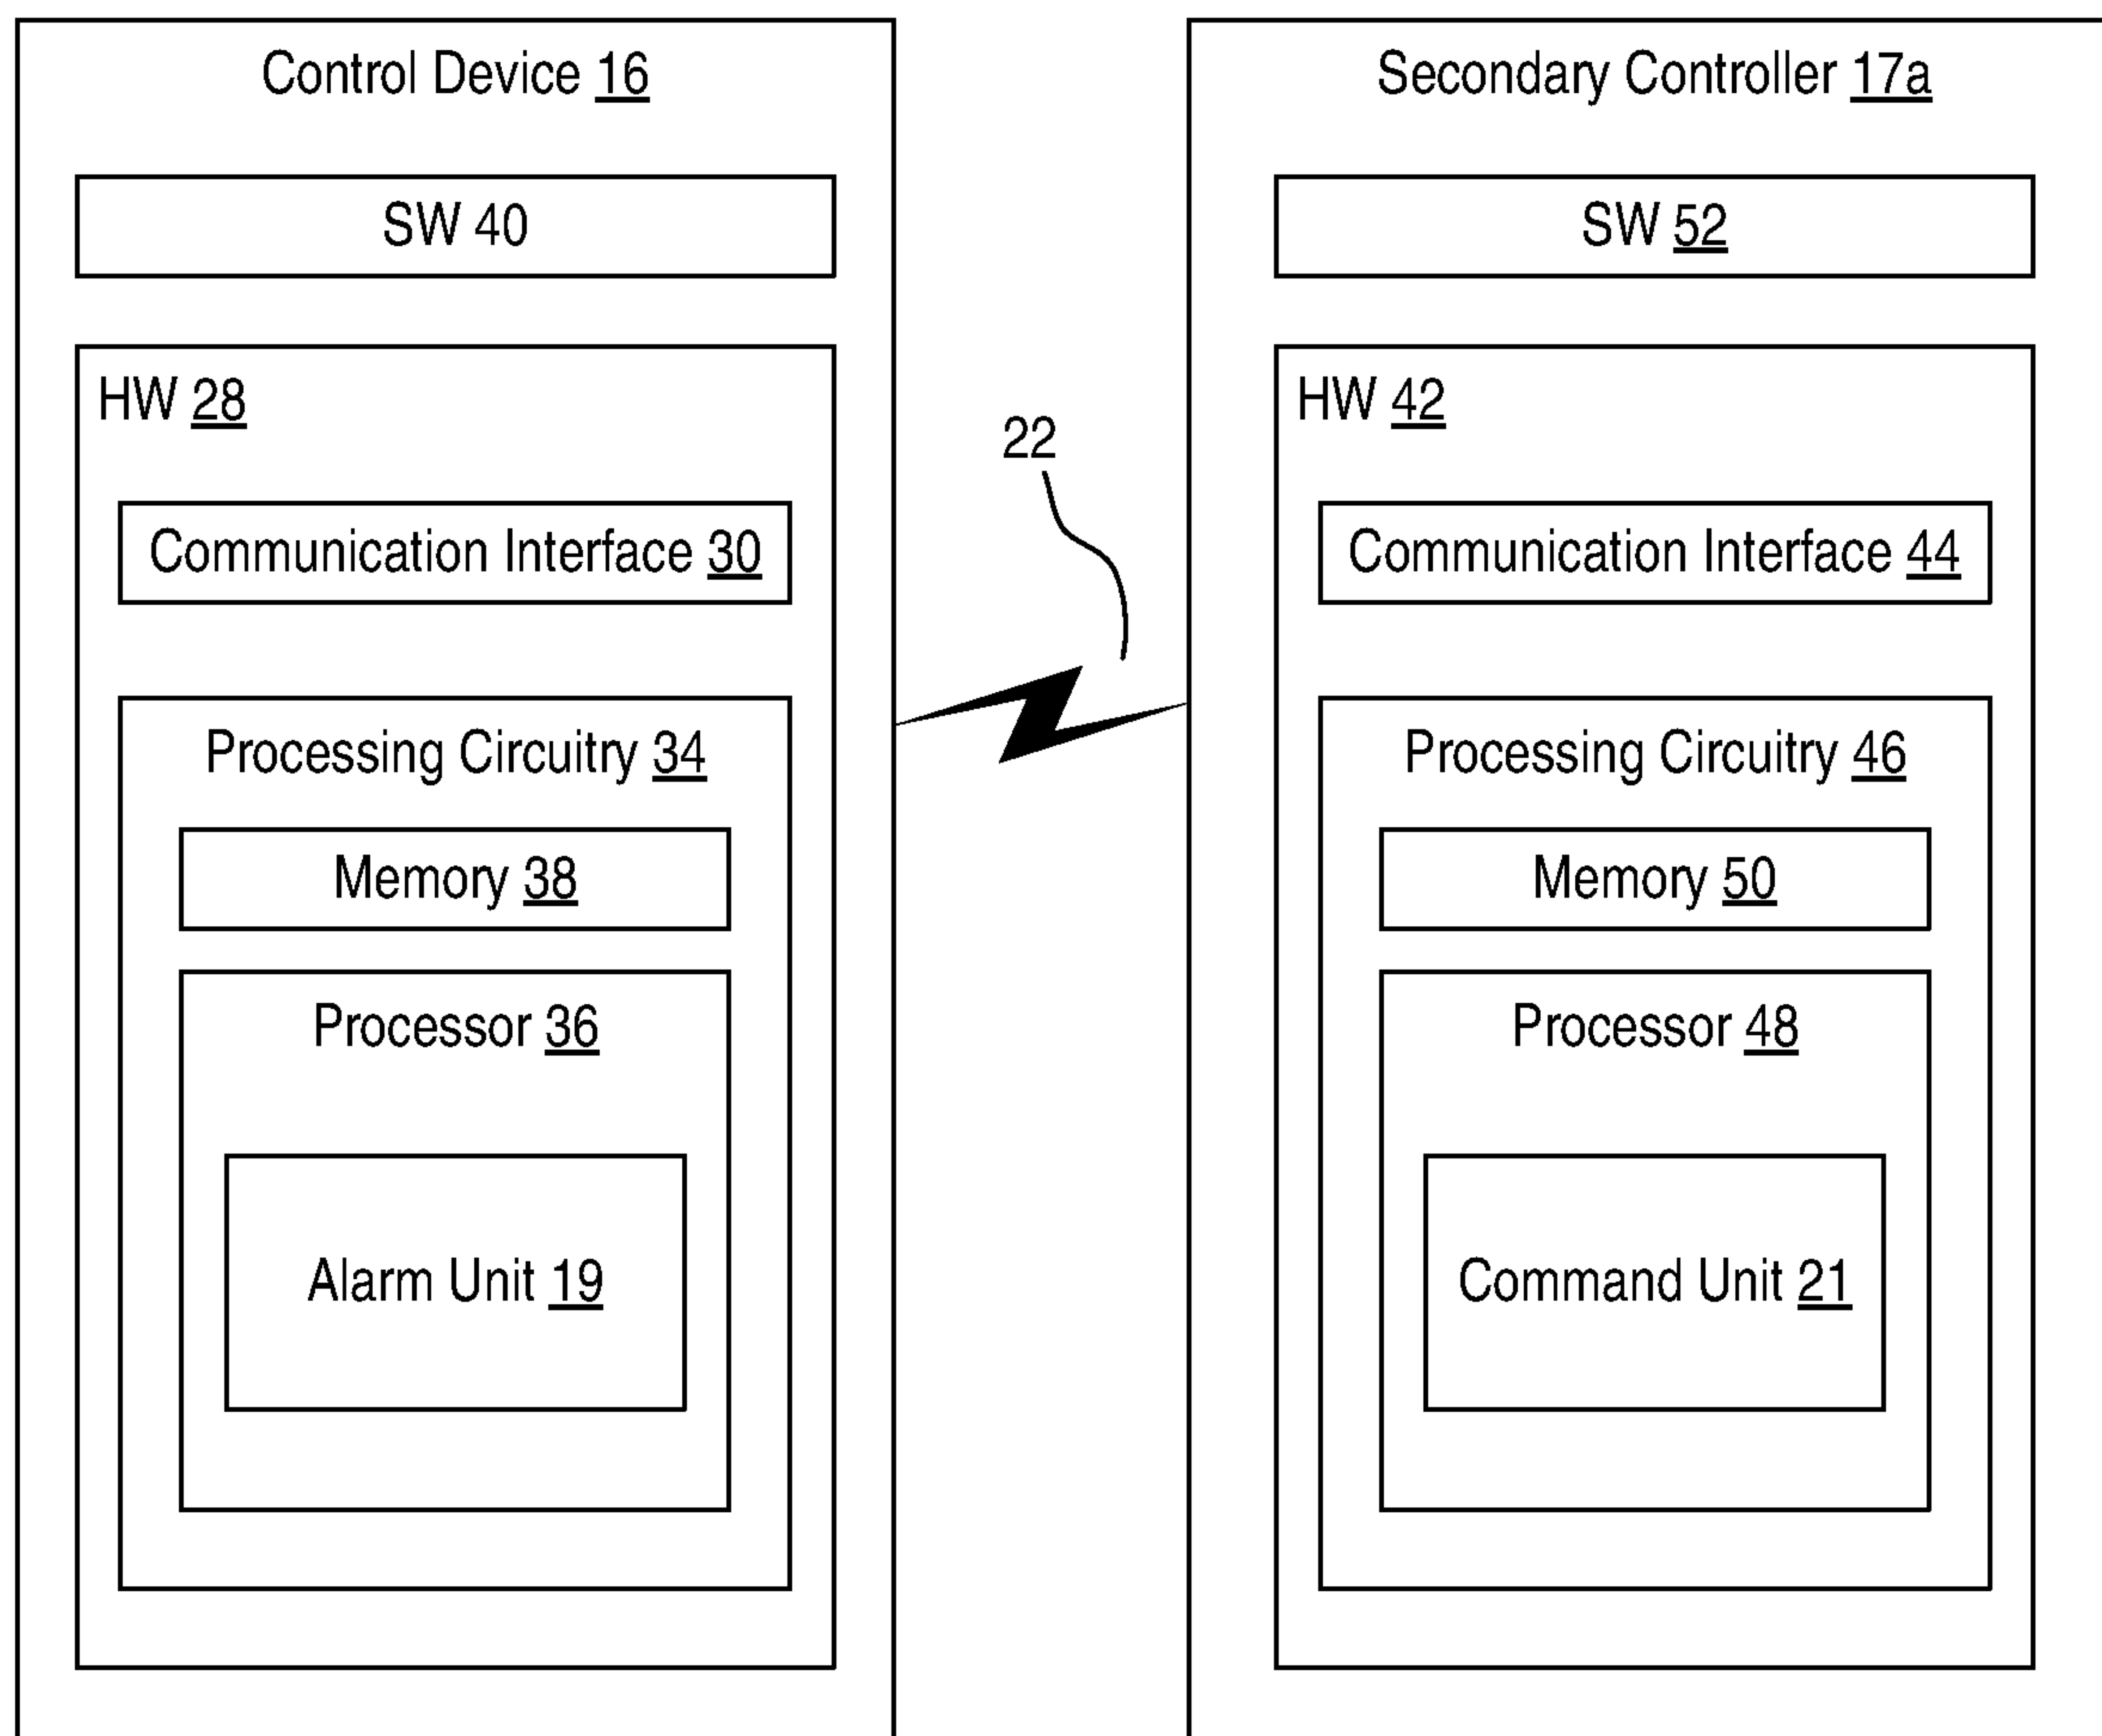 Control Device 16
SW 40
HW 28
Communication Interface 30
Processing Circuitry 34
Memory 38
Processor 36
Alarm Unit 19
22
Secondary Controller 17a
SW 52
HW 42
Communication Interface 44
Processing Circuitry 46
Memory 50
Processor 48
Command Unit 21